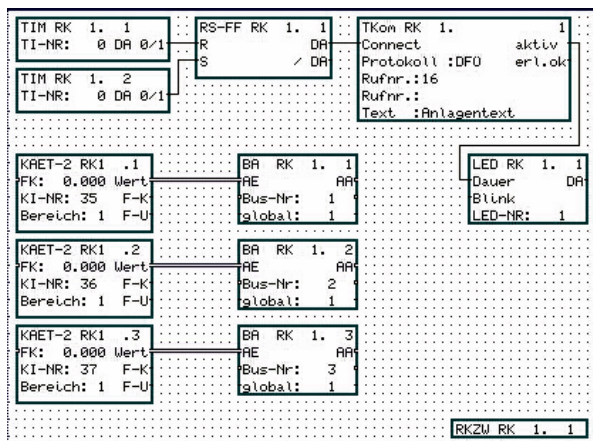 TIM RK 1. 1
TI-NR: 0 DA 0/1
TIM RK 1. 2
TI-NR: 0 DA 0/1
RS-FF RK 1. 1
R DA
S / DA
TKom RK 1. 1
Connect aktiv
Protokoll :DFO erl.ok
Rufnr.:16
Rufnr.:
Text :Anlagentext
KAET-2 RK1 .1
FK: 0.000 Wert
KI-NR: 35 F-K
Bereich: 1 F-U
BA RK 1. 1
AE AA
Bus-Nr: 1
global: 1
LED RK 1. 1
Dauer DA
Blink
LED-NR: 1
KAET-2 RK1 .2
FK: 0.000 Wert
KI-NR: 36 F-K
Bereich: 1 F-U
BA RK 1. 2
AE AA
Bus-Nr: 2
global: 1
KAET-2 RK1 .3
FK: 0.000 Wert
KI-NR: 37 F-K
Bereich: 1 F-U
BA RK 1. 3
AE AA
Bus-Nr: 3
global: 1
RKZW RK 1. 1